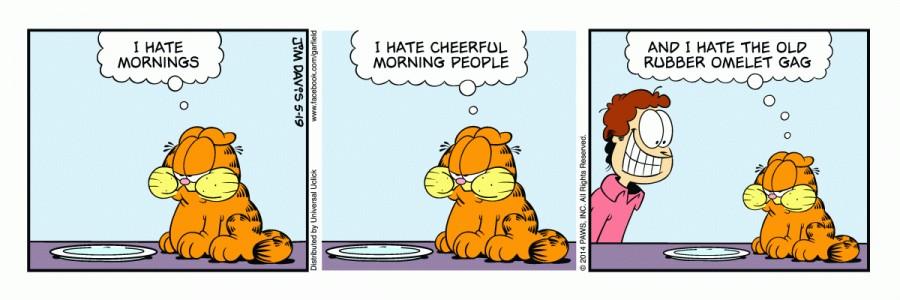 I HATE
MORNINGS
JIM DAVIS 5-19
Distributed by Universal Uclick
www.facebook.com/garfield
I HATE CHEERFUL
MORNING PEOPLE
© 2014 PAWS, INC. All Rights Reserved.
AND I HATE THE OLD
RUBBER OMELET GAG